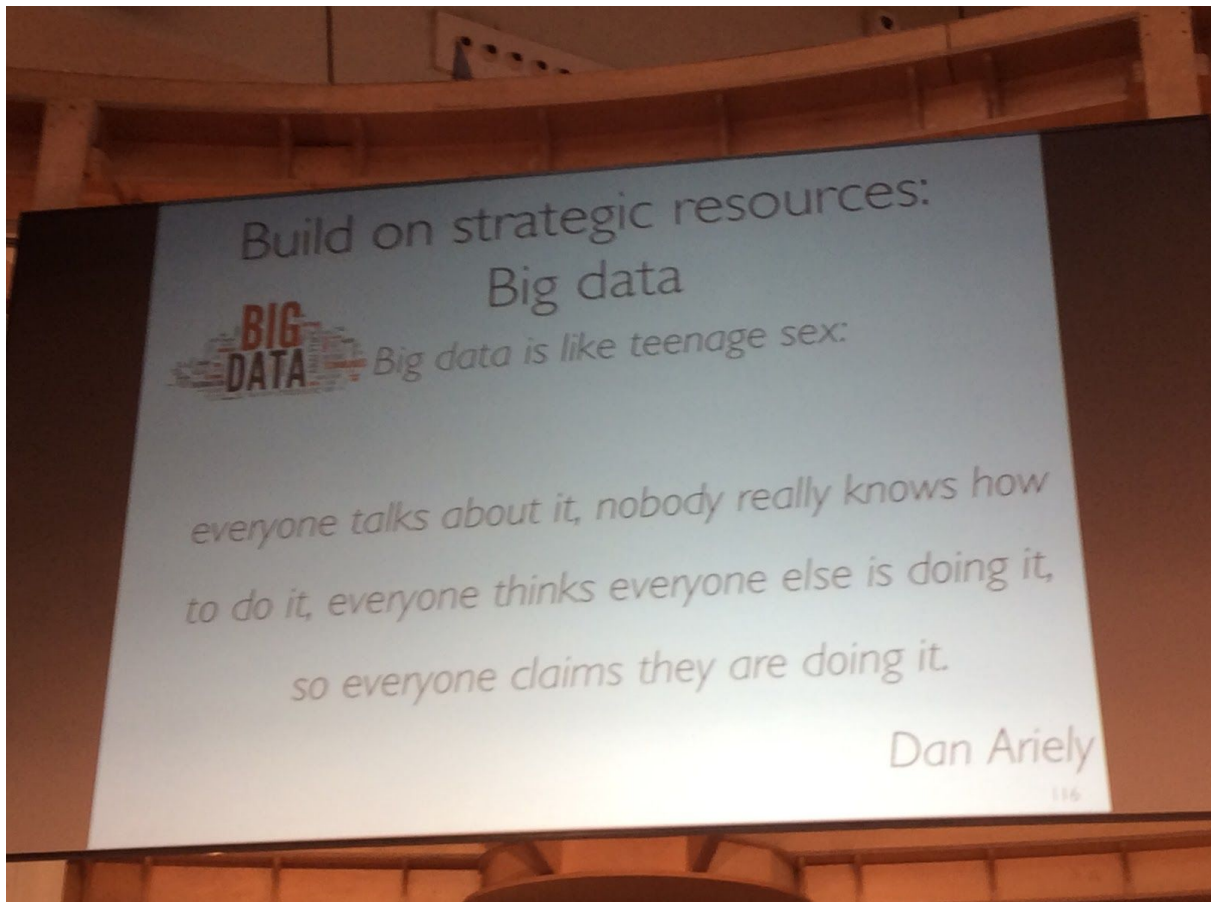 Build on strategic resources:
Big data
BIG
DATA
Big data is like teenage sex:
everyone talks about it, nobody really knows how
to do it, everyone thinks everyone else is doing it,
so everyone claims they are doing it.
Dan Ariely
116